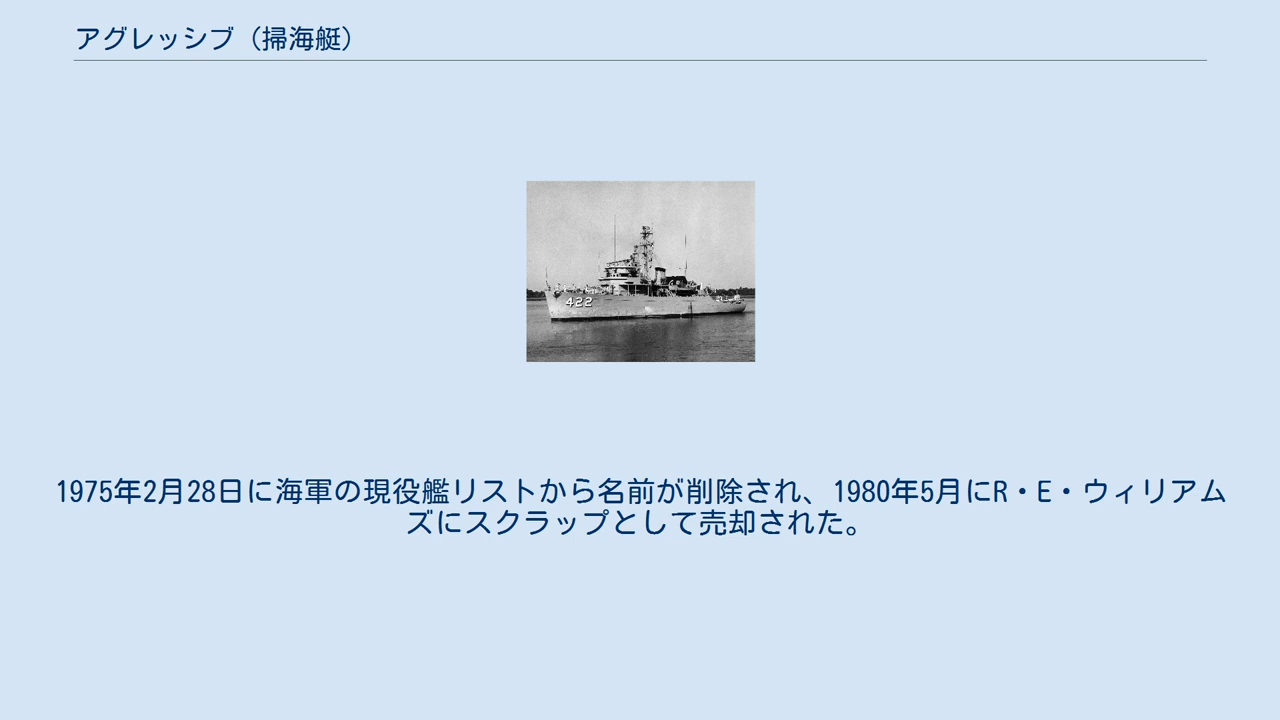 アグレッシブ（掃海艇）
422
1975年2月28日に海軍の現役艦リストから名前が削除され、1980年5月にR・E・ウィリアム
ズにスクラップとして売却された。